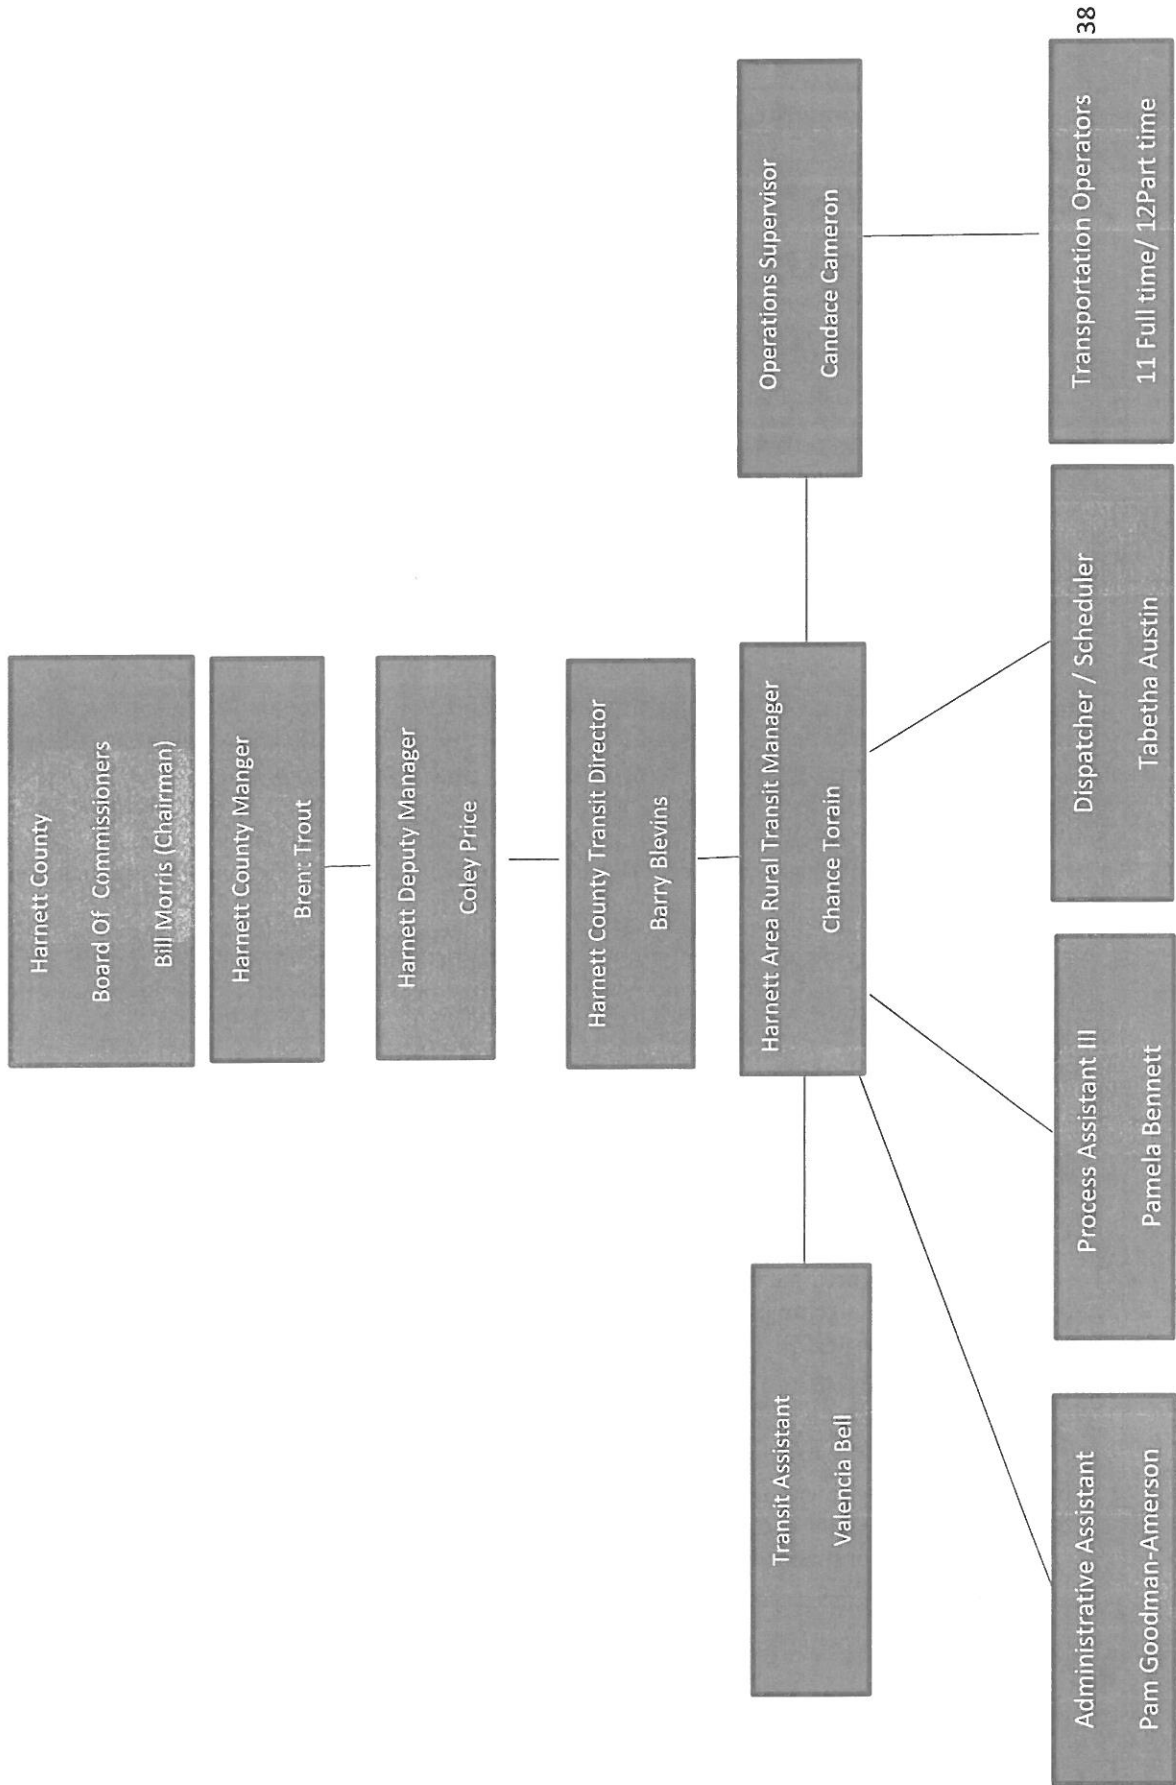 Harnett County
Board Of Commissioners
Bill Morris (Chairman)
Harnett County Manger
Brent Trout
Harnett Deputy Manager
Coley Price
Harnett County Transit Director
Barry Blevins
Harnett Area Rural Transit Manager
Chance Torain
Transit Assistant
Valencia Bell
Operations Supervisor
Candace Cameron
Administrative Assistant
Pam Goodman-Amerson
Process Assistant III
Pamela Bennett
Dispatcher / Scheduler
Tabetha Austin
Transportation Operators
11 Full time/ 12Part time
38